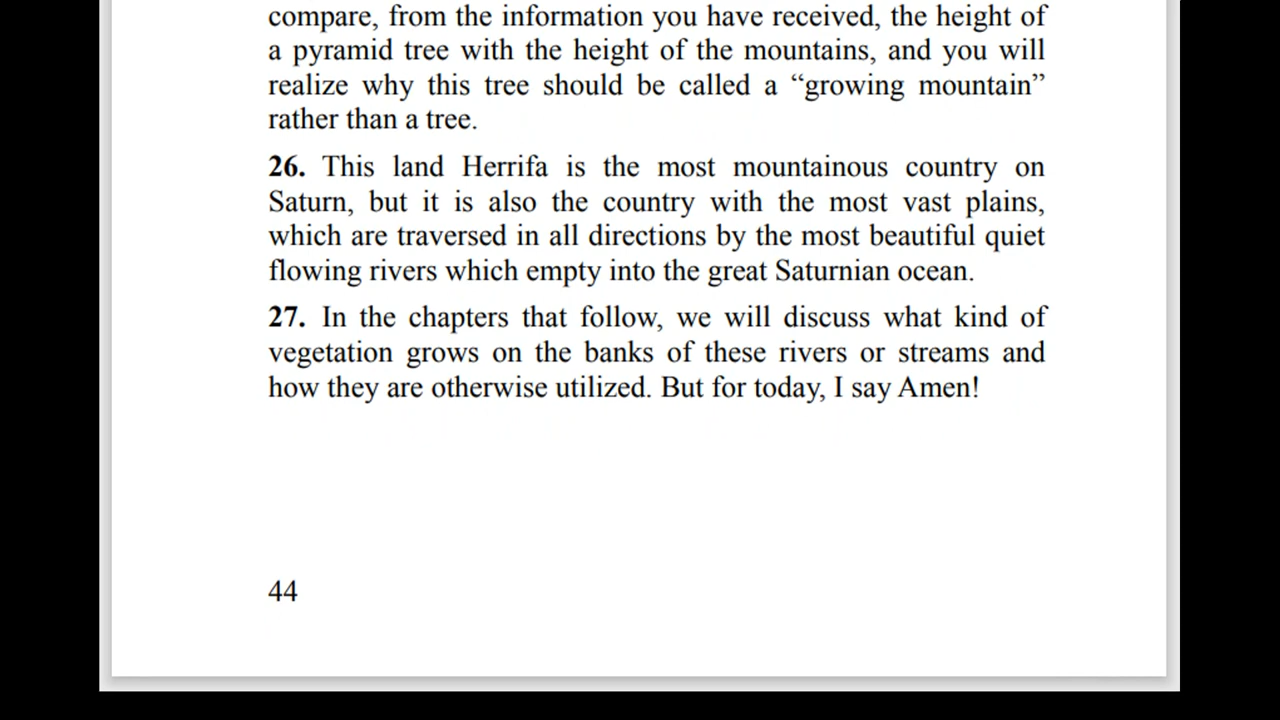 compare, from the information you have received, the height of
a pyramid tree with the height of the mountains, and you will
realize why this tree should be called a “growing mountain”
rather than a tree.
26. This land Herrifa is the most mountainous country on
Saturn, but it is also the country with the most vast plains,
which are traversed in all directions by the most beautiful quiet
flowing rivers which empty into the great Saturnian ocean.
27. In the chapters that follow, we will discuss what kind of
vegetation grows on the banks of these rivers or streams and
how they are otherwise utilized. But for today, I say Amen!
44